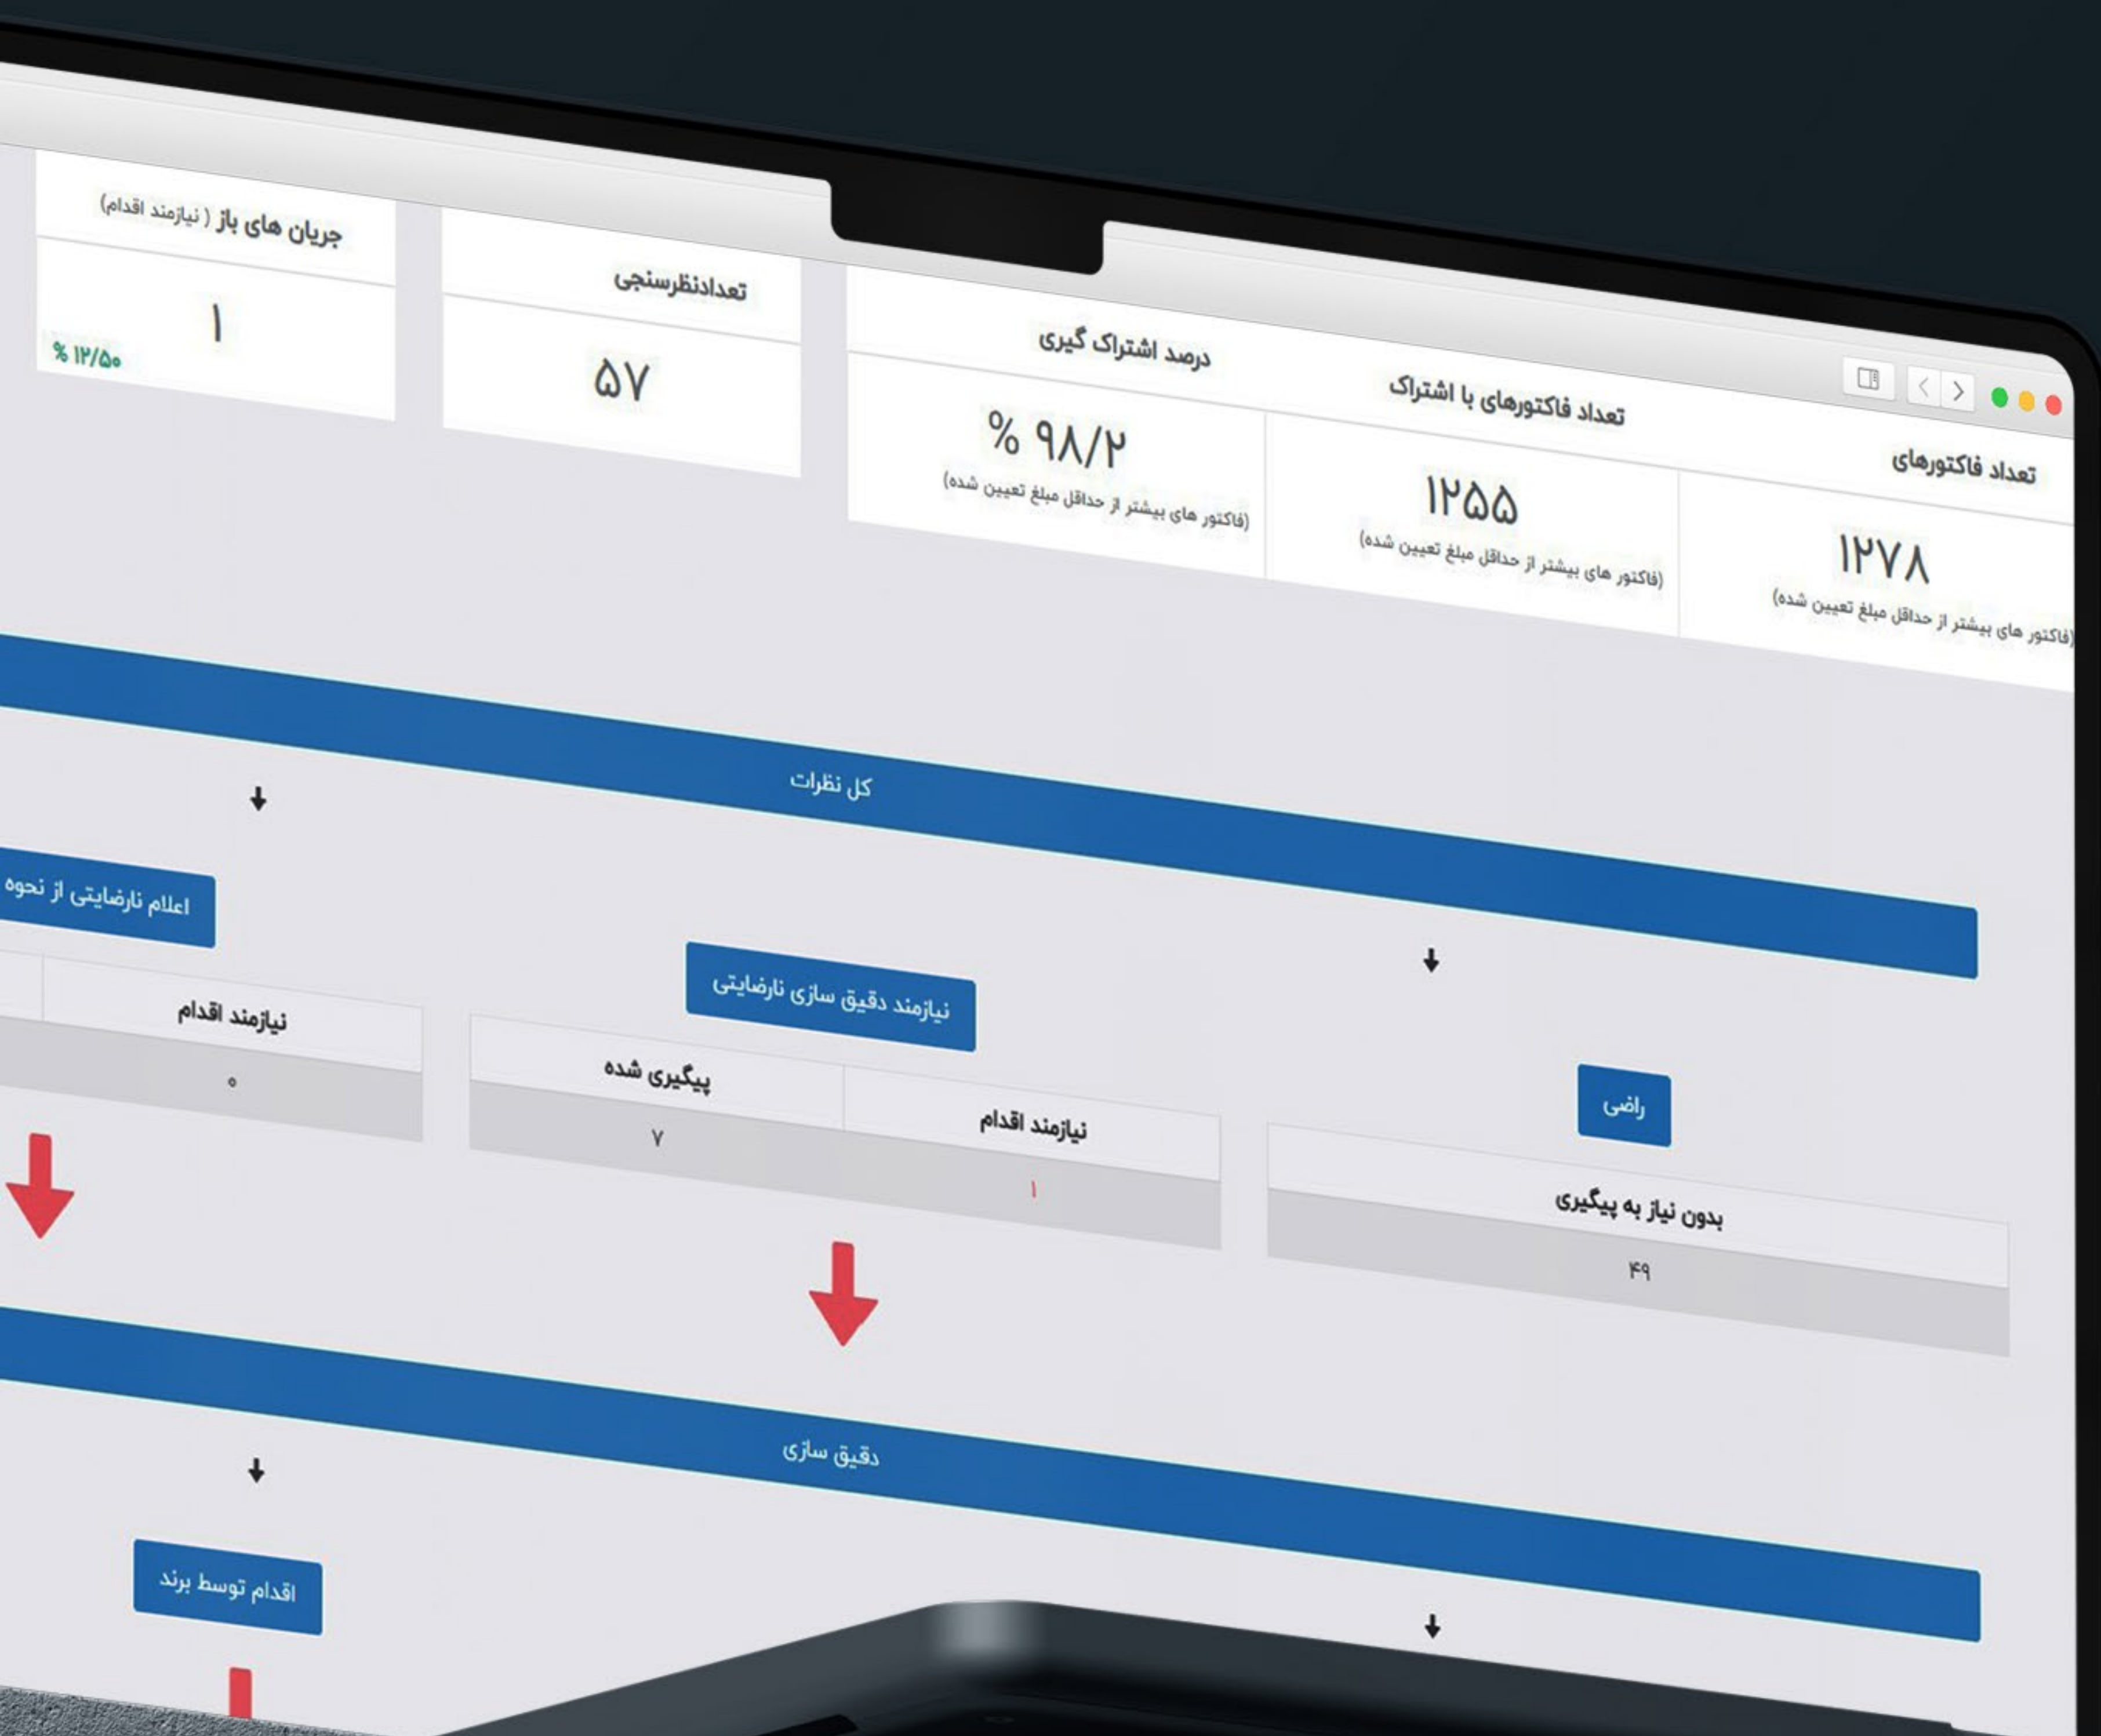 تعداد فاکتورهای
۱۲۷۸
(فاکتور های بیشتر از حداقل مبلغ تعیین شده)
تعداد فاکتورهای با اشتراک
۱۲۵۵
(فاکتور های بیشتر از حداقل مبلغ تعیین شده)
درصد اشتراک گیری
% ۹۸/۲
(فاکتور های بیشتر از حداقل مبلغ تعیین شده)
تعدادنظرسنجی
۵۷
جریان های باز ( نیازمند اقدام)
۱
% ۱۲/۵۰
کل نظرات
راضی
بدون نیاز به پیگیری
۴۹
نیازمند دقیق سازی نارضایتی
نیازمند اقدام
پیگیری شده
۱
۷
اعلام نارضایتی از نحوه
نیازمند اقدام
۰
دقیق سازی
اقدام توسط برند